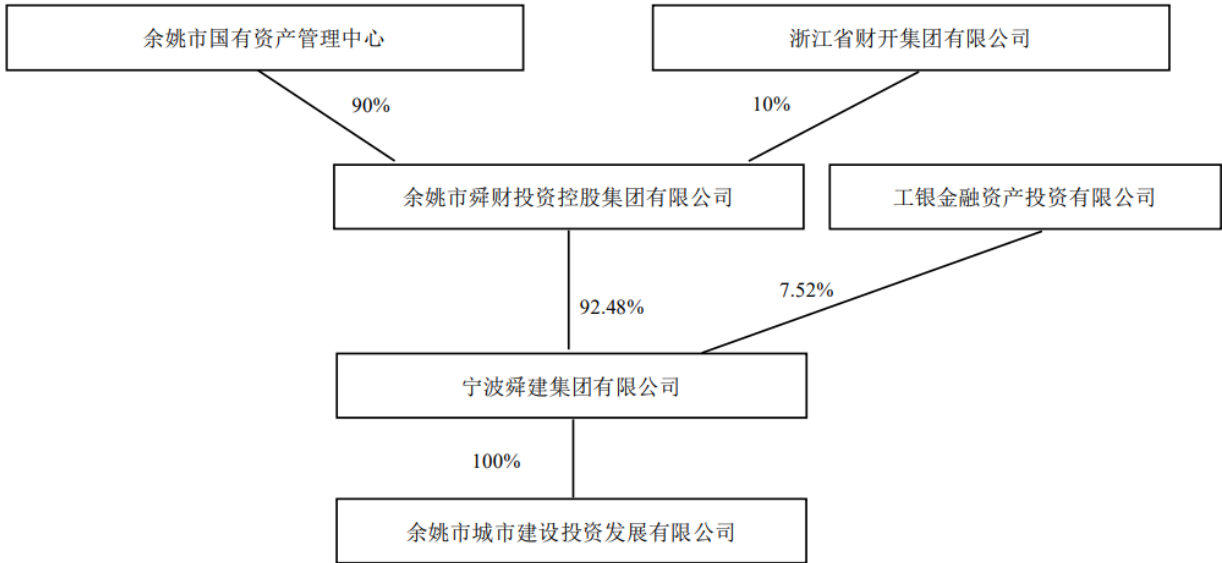 余姚市国有资产管理中心
浙江省财开集团有限公司
90%
10%
余姚市舜财投资控股集团有限公司
工银金融资产投资有限公司
7.52%
92.48%
宁波舜建集团有限公司
100%
余姚市城市建设投资发展有限公司